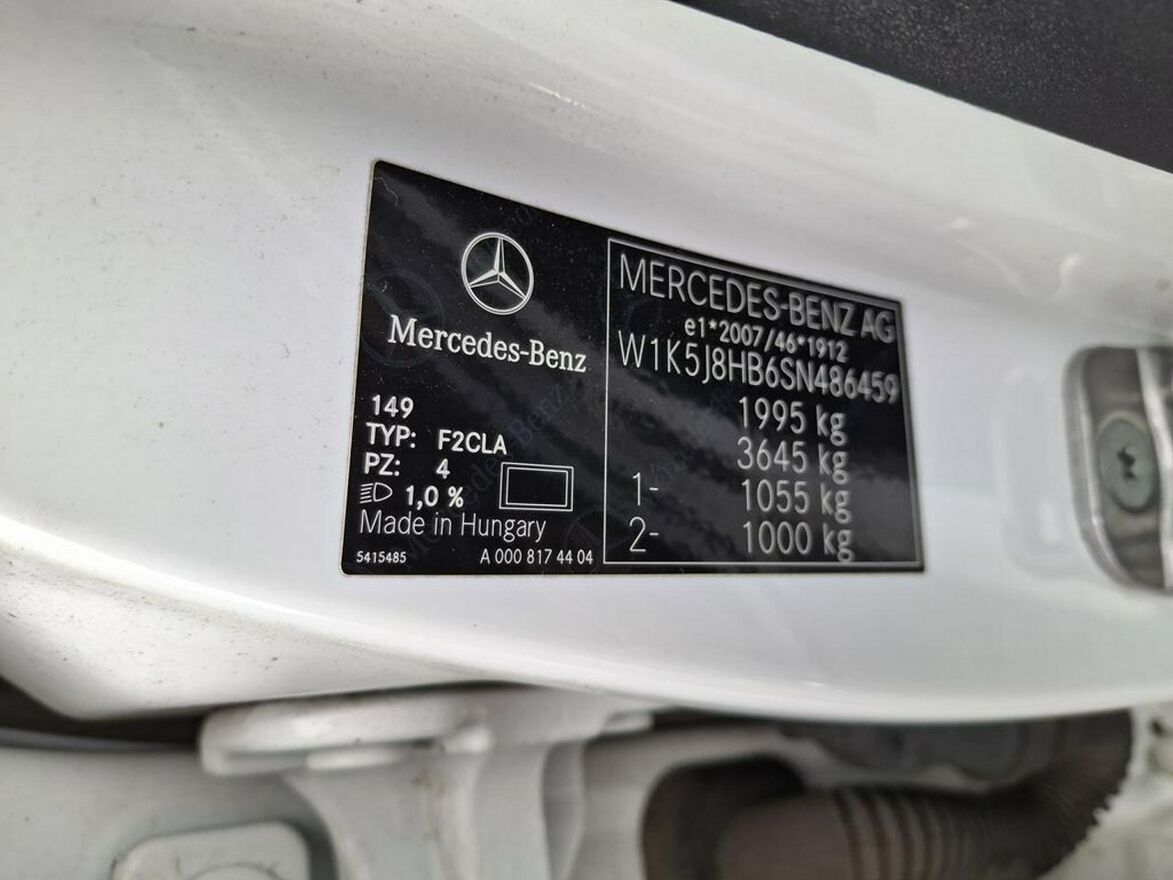 Mercedes-Benz
149
TYP: F2CLA
PZ: 4
1,0 %
Made in Hungary
5415485 A 000 817 44 04
MERCEDES-BENZ AG
e1*2007/46*1912
W1K5J8HB6SN486459
1995 kg
3645 kg
1- 1055 kg
2- 1000 kg